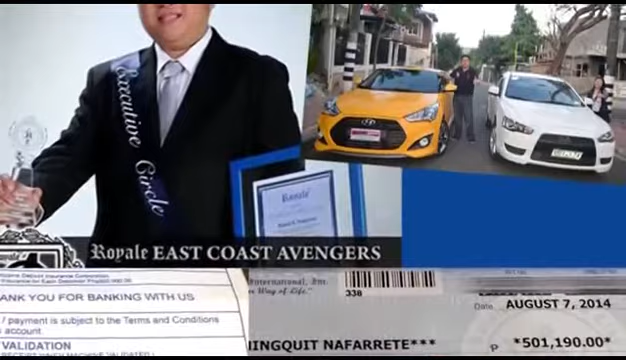 Executive Circle
Royale
Royale EAST COAST AVENGERS
ANK YOU FOR BANKING WITH US
/ payment is subject to the Terms and Conditions
account.
VALIDATION
International, Inc.
Way of Life."
338
Date AUGUST 7, 2014
INGQUIT NAFARRETE***
₱ *501,190.00*